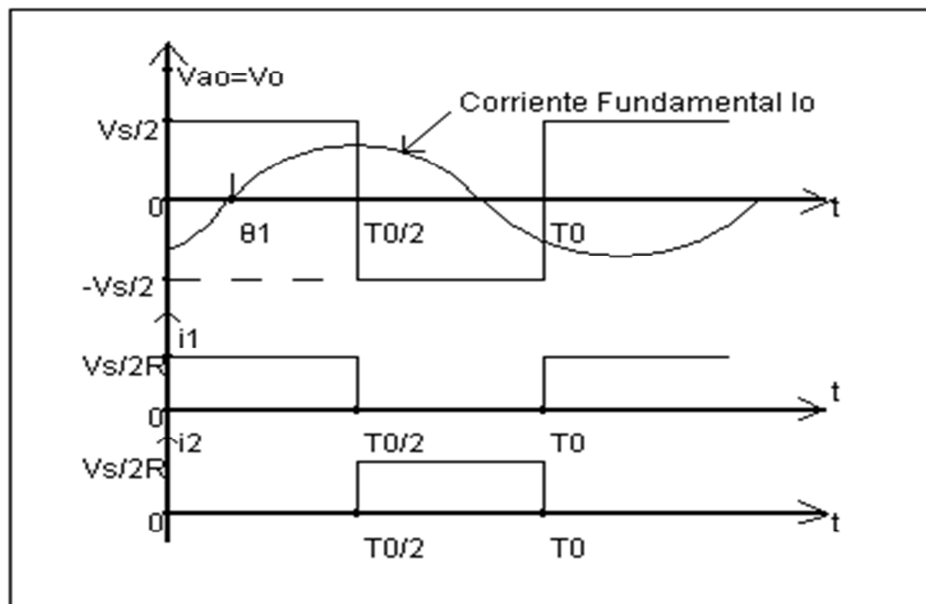 Vao=Vo
Corriente Fundamental Io
Vs/2
0
θ1
T0/2
T0
t
-Vs/2
i1
Vs/2R
t
0
T0/2
T0
i2
Vs/2R
0
t
T0/2
T0